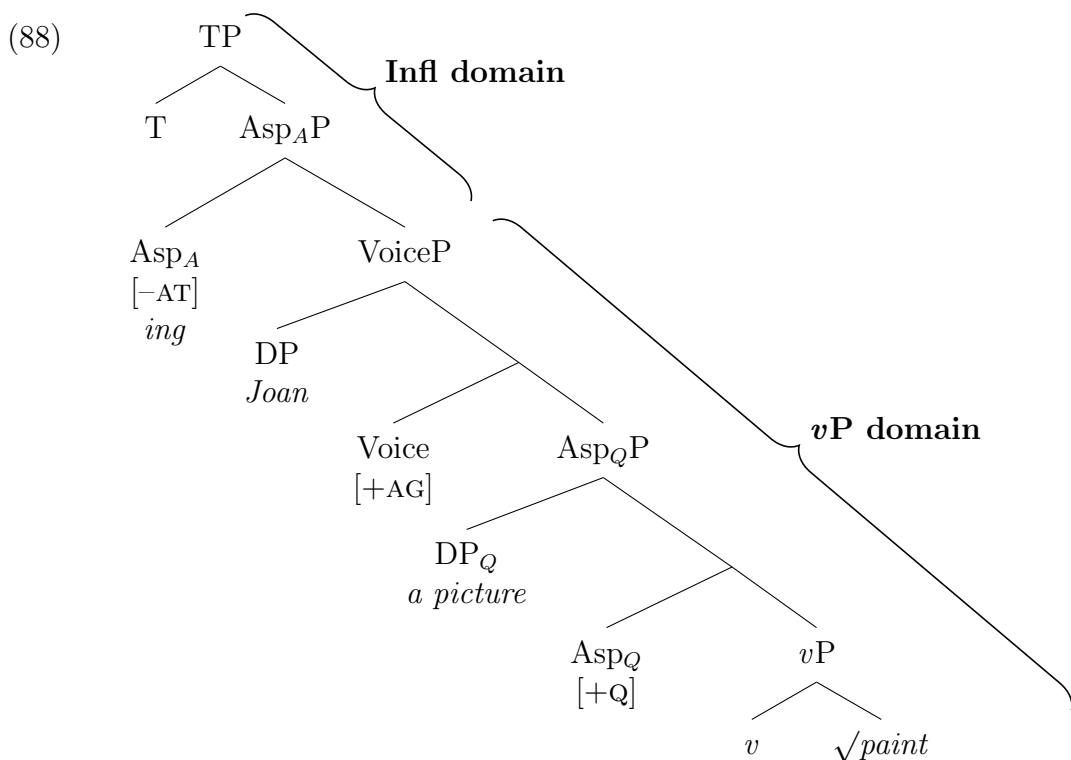 (88) TP
Infl domain
T Asp_A P
Asp_A VoiceP
[–AT]
ing
DP
Joan
Voice Asp_Q P
[+AG]
vP domain
DP_Q
a picture
Asp_Q vP
[+Q]
v √paint